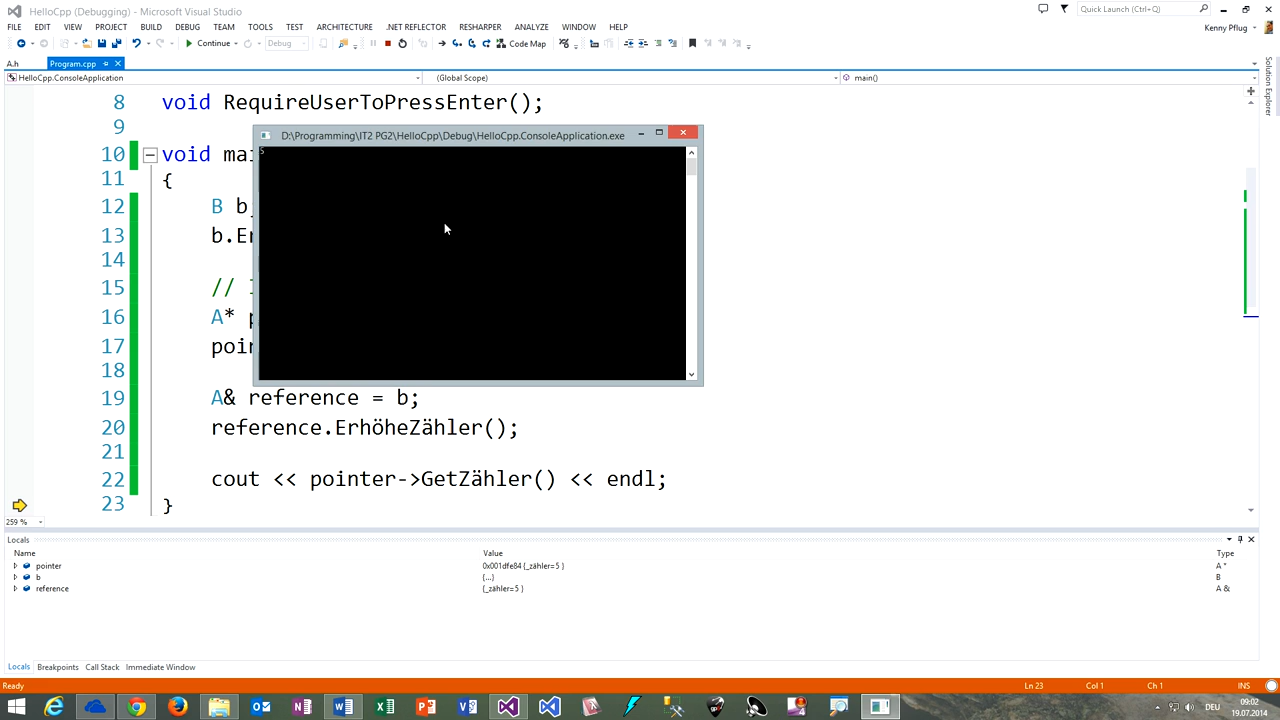 HelloCpp (Debugging) - Microsoft Visual Studio
Quick Launch (Ctrl+Q)
FILE EDIT VIEW PROJECT BUILD DEBUG TEAM TOOLS TEST ARCHITECTURE .NET REFLECTOR RESHARPER ANALYZE WINDOW HELP
Kenny Pflug
Continue
Debug
Code Map
A.h
Program.cpp
HelloCpp.ConsoleApplication
(Global Scope)
main()
Solution Explorer
8 void RequireUserToPressEnter();
9
D:\Programming\IT2 PG2\HelloCpp\Debug\HelloCpp.ConsoleApplication.exe
5
10 void mai
11 {
12 B b;
13 b.Er
14
15 //
16 A* p
17 poin
18
19 A& reference = b;
20 reference.ErhöheZähler();
21
22 cout << pointer->GetZähler() << endl;
23 }
259 %
Locals
Name Value Type
pointer 0x001dfe84 {_zähler=5 } A *
b {...} B
reference {_zähler=5 } A &
Locals Breakpoints Call Stack Immediate Window
Ready Ln 23 Col 1 Ch 1 INS
DEU
09:02
19.07.2014